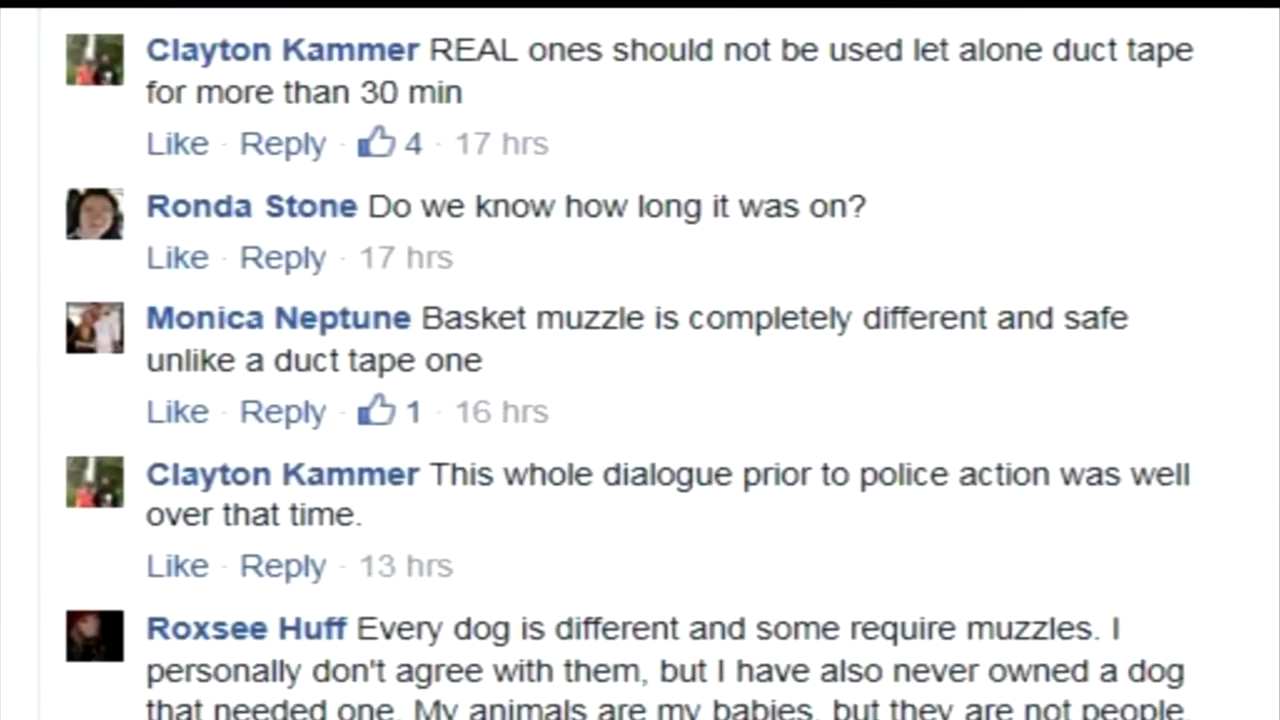 Clayton Kammer REAL ones should not be used let alone duct tape
for more than 30 min
Like · Reply · 4 · 17 hrs
Ronda Stone Do we know how long it was on?
Like · Reply · 17 hrs
Monica Neptune Basket muzzle is completely different and safe
unlike a duct tape one
Like · Reply · 1 · 16 hrs
Clayton Kammer This whole dialogue prior to police action was well
over that time.
Like · Reply · 13 hrs
Roxsee Huff Every dog is different and some require muzzles. I
personally don't agree with them, but I have also never owned a dog
that needed one. My animals are my babies, but they are not people.